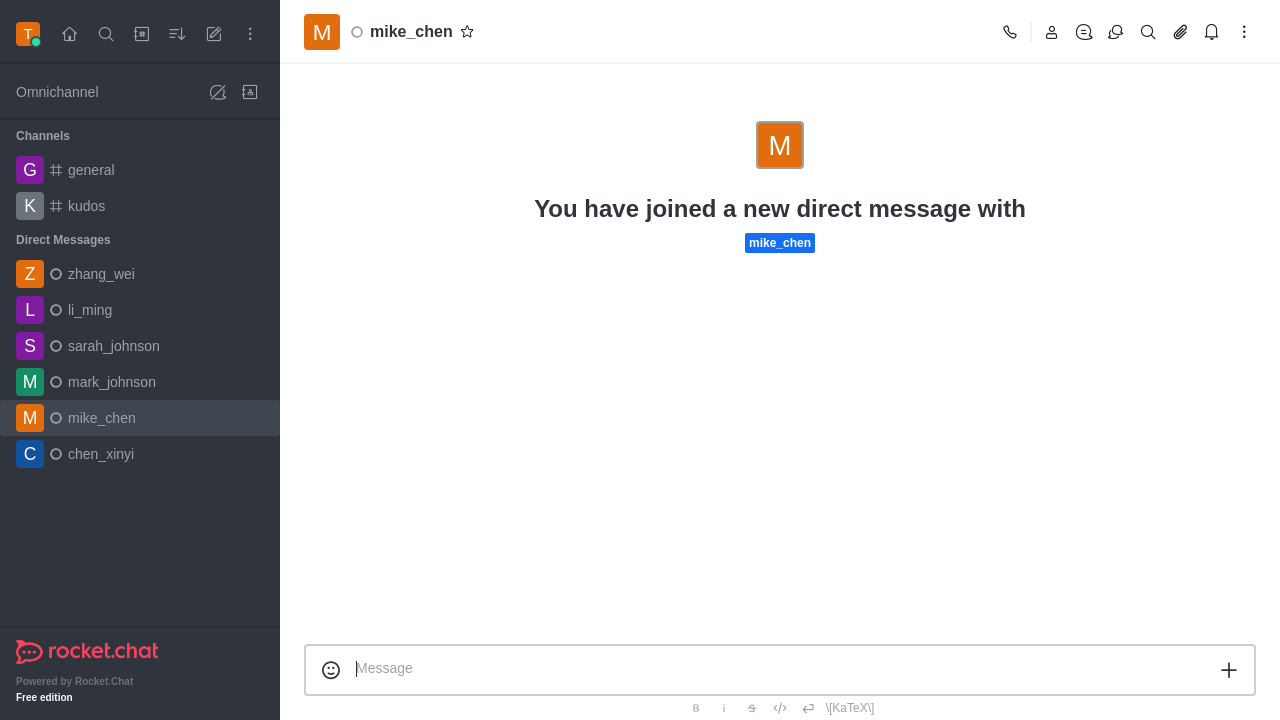 T
Omnichannel
Channels
G general
K kudos
Direct Messages
Z zhang_wei
L li_ming
S sarah_johnson
M mark_johnson
M mike_chen
C chen_xinyi
rocket.chat
Powered by Rocket.Chat
Free edition
M mike_chen
M
You have joined a new direct message with
mike_chen
Message
B i S \[KaTeX\]